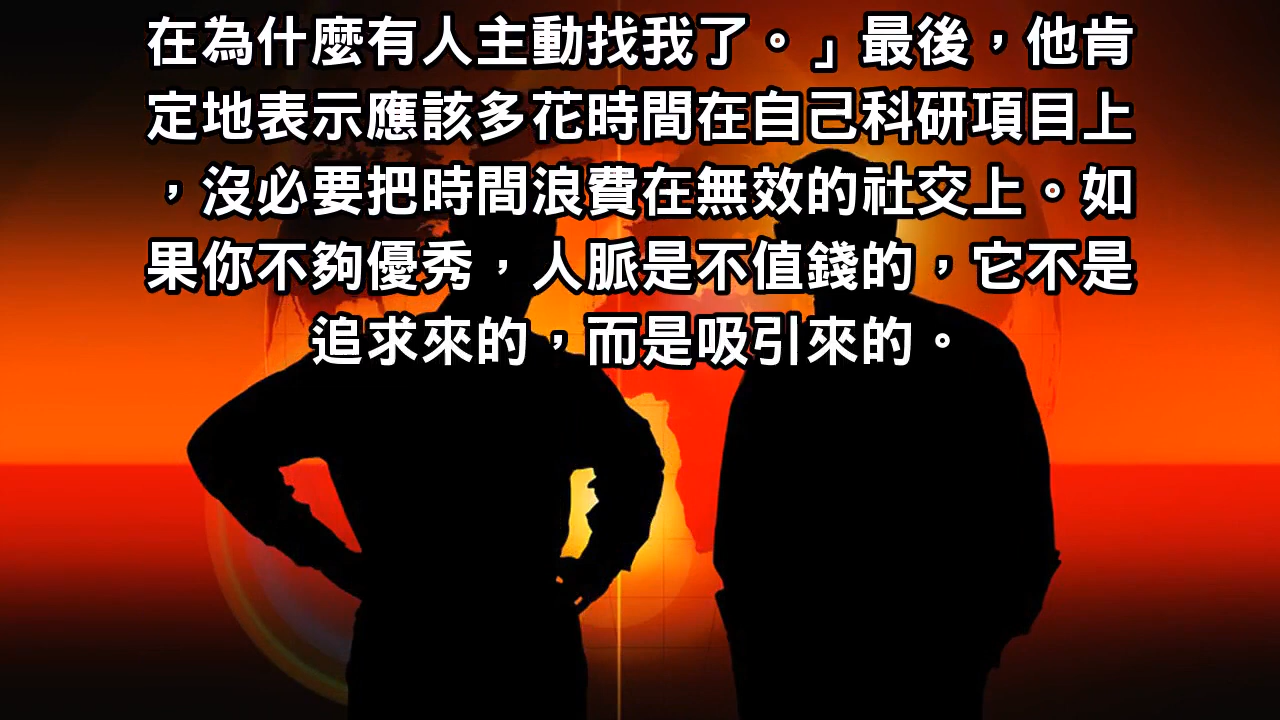 在為什麼有人主動找我了。」最後，他肯
定地表示應該多花時間在自己科研項目上
，沒必要把時間浪費在無效的社交上。如
果你不夠優秀，人脈是不值錢的，它不是
追求來的，而是吸引來的。